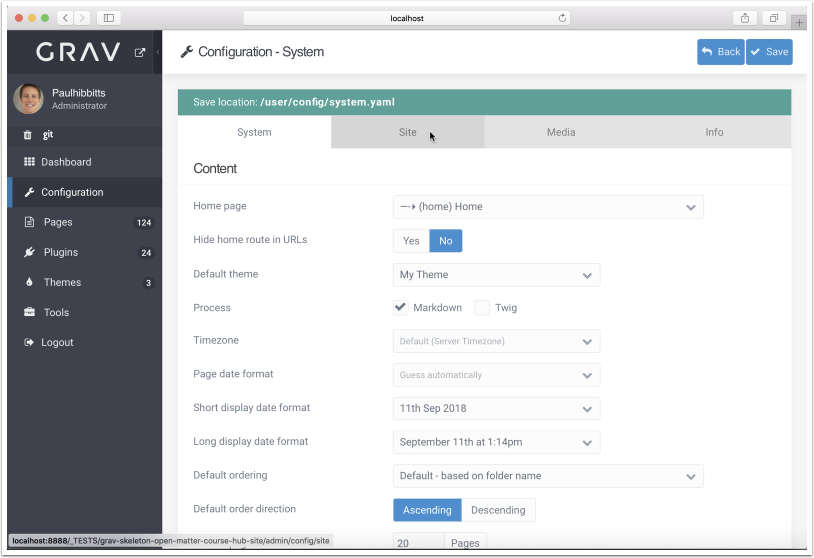 localhost
GRAV
Configuration - System
Back
Save
Paulhibbitts
Administrator
git
Dashboard
Configuration
Pages 124
Plugins 24
Themes 3
Tools
Logout
Save location: /user/config/system.yaml
System Site Media Info
Content
Home page —-▸ (home) Home
Hide home route in URLs Yes No
Default theme My Theme
Process Markdown Twig
Timezone Default (Server Timezone)
Page date format Guess automatically
Short display date format 11th Sep 2018
Long display date format September 11th at 1:14pm
Default ordering Default - based on folder name
Default order direction Ascending Descending
20 Pages
localhost:8888/_TESTS/grav-skeleton-open-matter-course-hub-site/admin/config/site